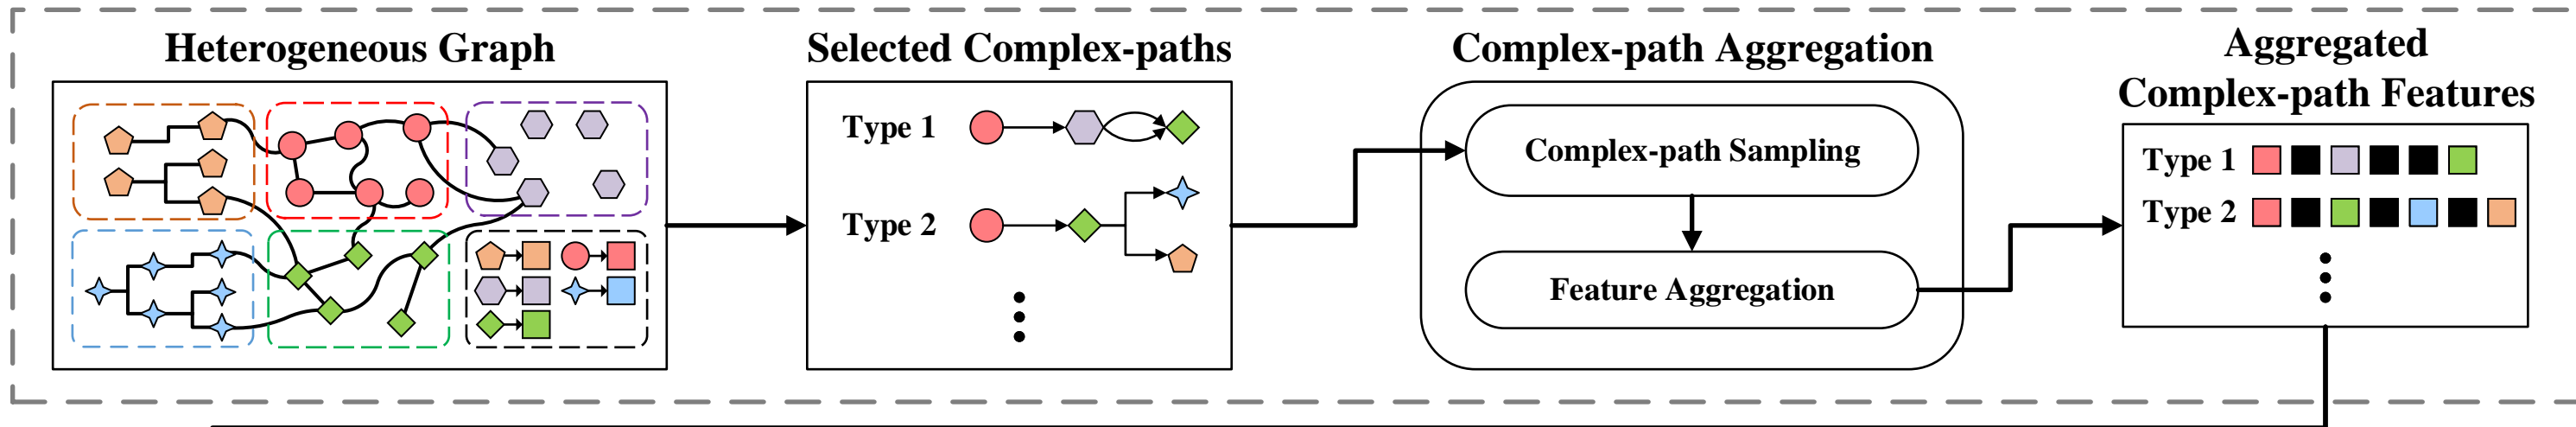 Heterogeneous Graph
Selected Complex-paths
Type 1
Type 2
Complex-path Aggregation
Complex-path Sampling
Feature Aggregation
Aggregated
Complex-path Features
Type 1
Type 2